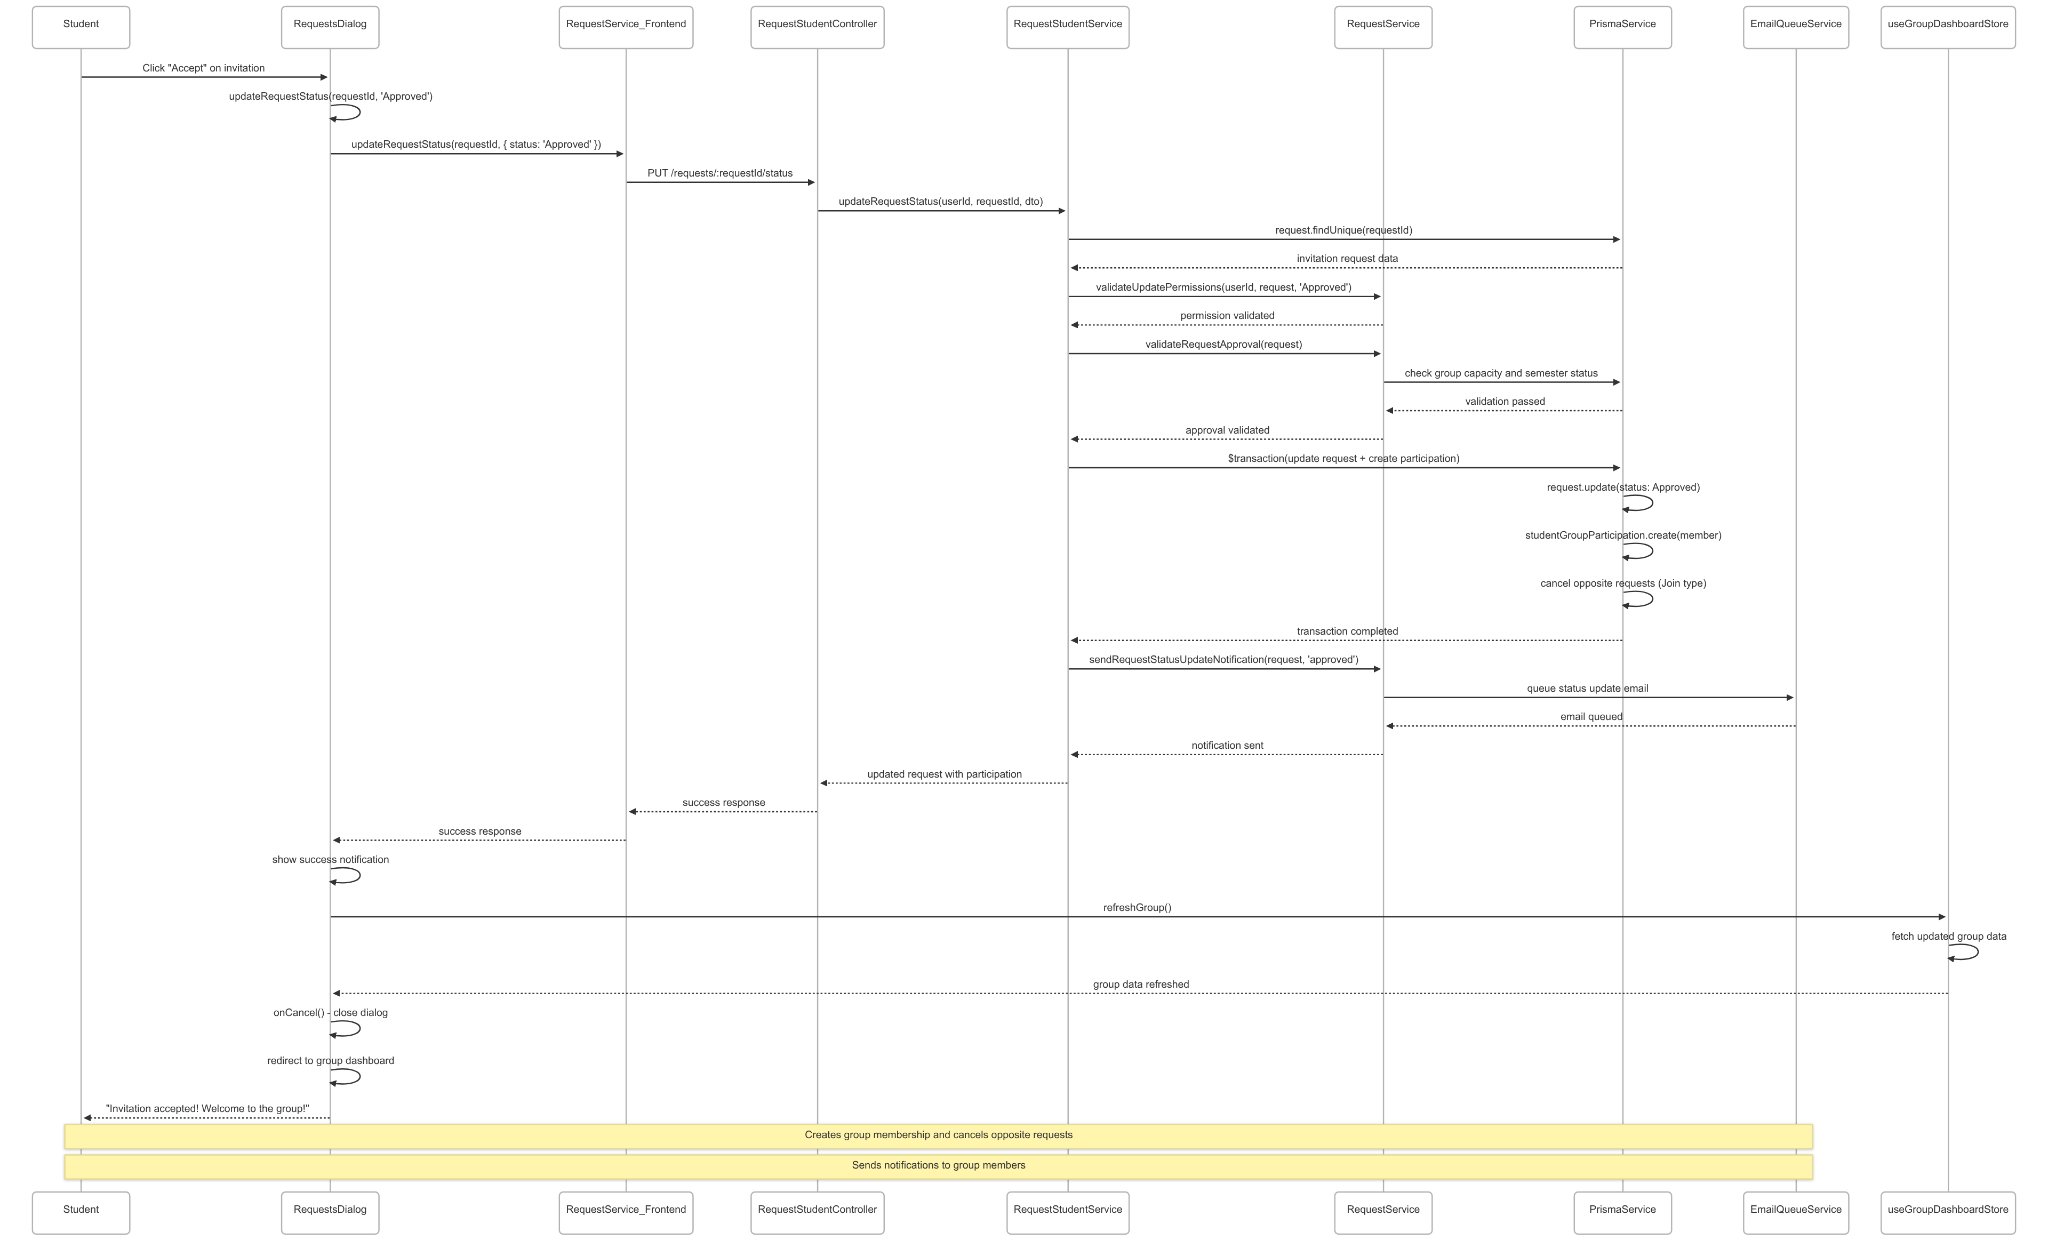 Student
RequestsDialog
RequestService_Frontend
RequestStudentController
RequestStudentService
RequestService
PrismaService
EmailQueueService
useGroupDashboardStore
Click "Accept" on invitation
updateRequestStatus(requestId, 'Approved')
updateRequestStatus(requestId, { status: 'Approved' })
PUT /requests/:requestId/status
updateRequestStatus(userId, requestId, dto)
request.findUnique(requestId)
invitation request data
validateUpdatePermissions(userId, request, 'Approved')
permission validated
validateRequestApproval(request)
check group capacity and semester status
validation passed
approval validated
$transaction(update request + create participation)
request.update(status: Approved)
studentGroupParticipation.create(member)
cancel opposite requests (Join type)
transaction completed
sendRequestStatusUpdateNotification(request, 'approved')
queue status update email
email queued
notification sent
updated request with participation
success response
success response
show success notification
refreshGroup()
fetch updated group data
group data refreshed
onCancel() - close dialog
redirect to group dashboard
"Invitation accepted! Welcome to the group!"
Creates group membership and cancels opposite requests
Sends notifications to group members
Student
RequestsDialog
RequestService_Frontend
RequestStudentController
RequestStudentService
RequestService
PrismaService
EmailQueueService
useGroupDashboardStore